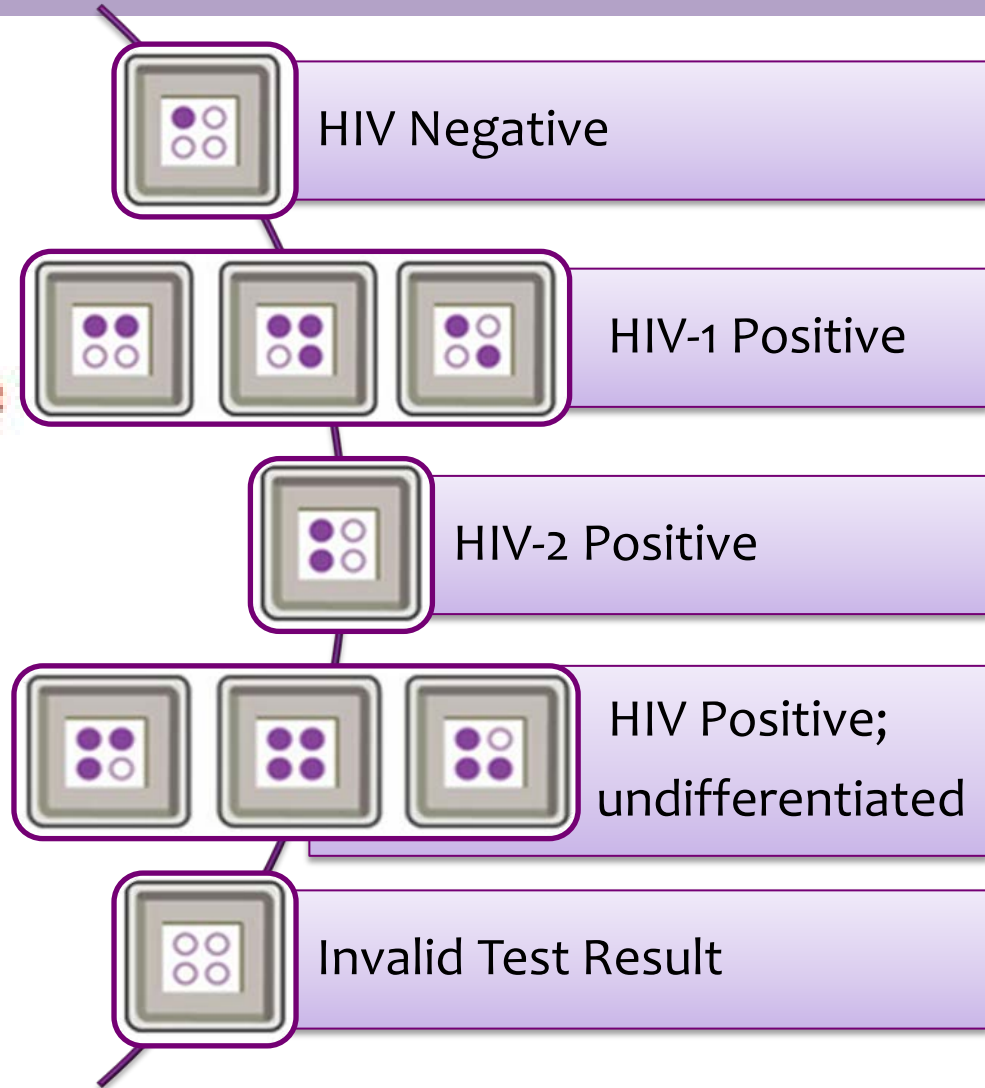 HIV Negative
HIV-1 Positive
HIV-2 Positive
HIV Positive;
undifferentiated
Invalid Test Result